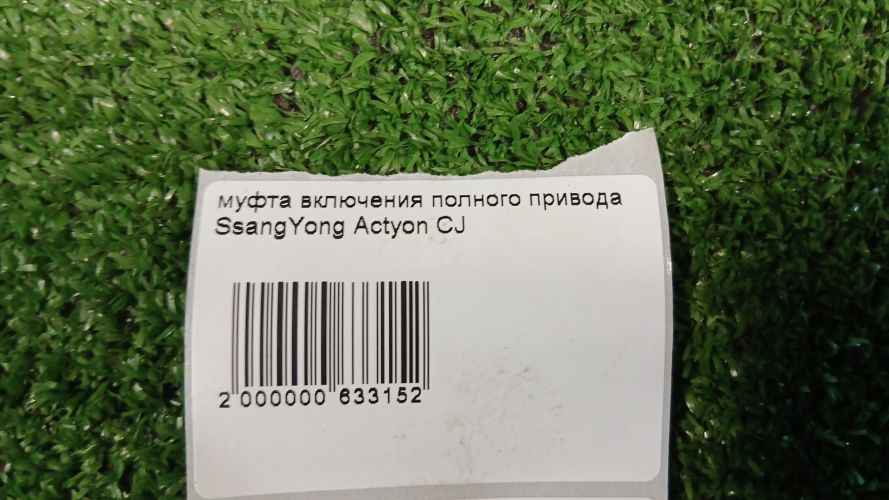 муфта включения полного привода
SsangYong Actyon CJ
2 000000 633152